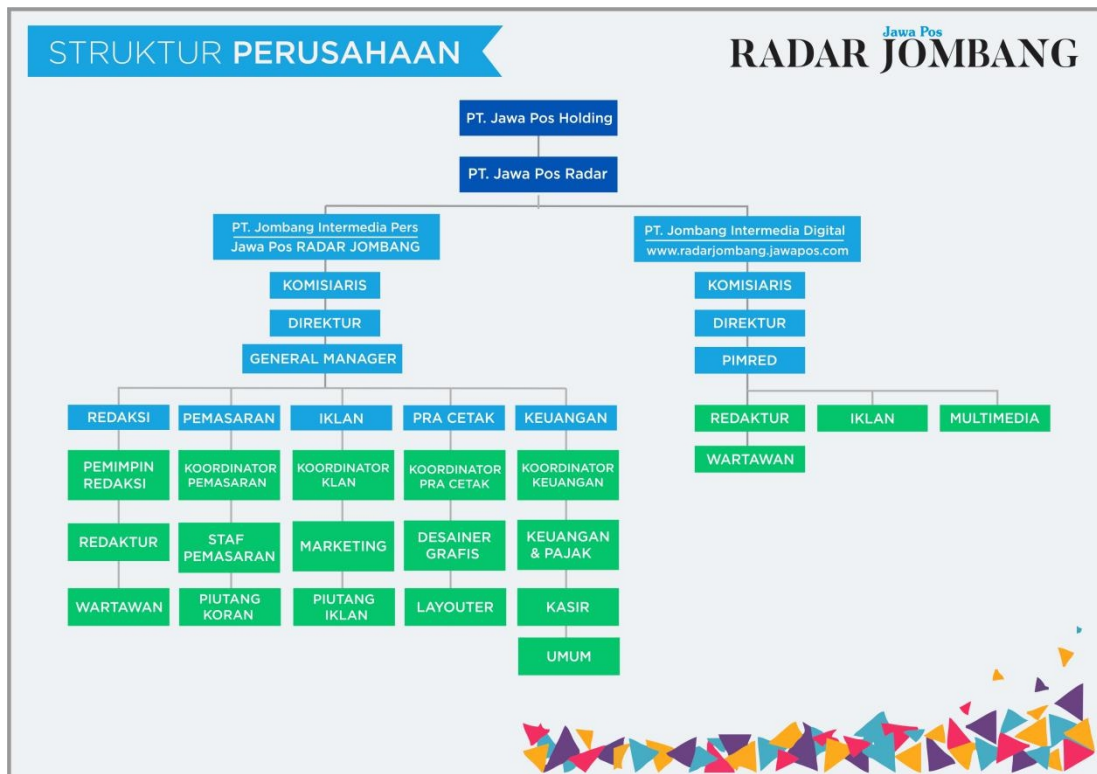 STRUKTUR PERUSAHAAN
Jawa Pos
RADAR JOMBANG
PT. Jawa Pos Holding
PT. Jawa Pos Radar
PT. Jombang Intermedia Pers
Jawa Pos RADAR JOMBANG
PT. Jombang Intermedia Digital
www.radarjombang.jawapos.com
KOMISIARIS
KOMISIARIS
DIREKTUR
DIREKTUR
GENERAL MANAGER
PIMRED
REDAKSI
PEMASARAN
IKLAN
PRA CETAK
KEUANGAN
REDAKTUR
IKLAN
MULTIMEDIA
WARTAWAN
PEMIMPIN
REDAKSI
KOORDINATOR
PEMASARAN
KOORDINATOR
KLAN
KOORDINATOR
PRA CETAK
KOORDINATOR
KEUANGAN
REDAKTUR
STAF
PEMASARAN
MARKETING
DESAINER
GRAFIS
KEUANGAN
& PAJAK
WARTAWAN
PIUTANG
KORAN
PIUTANG
IKLAN
LAYOUTER
KASIR
UMUM